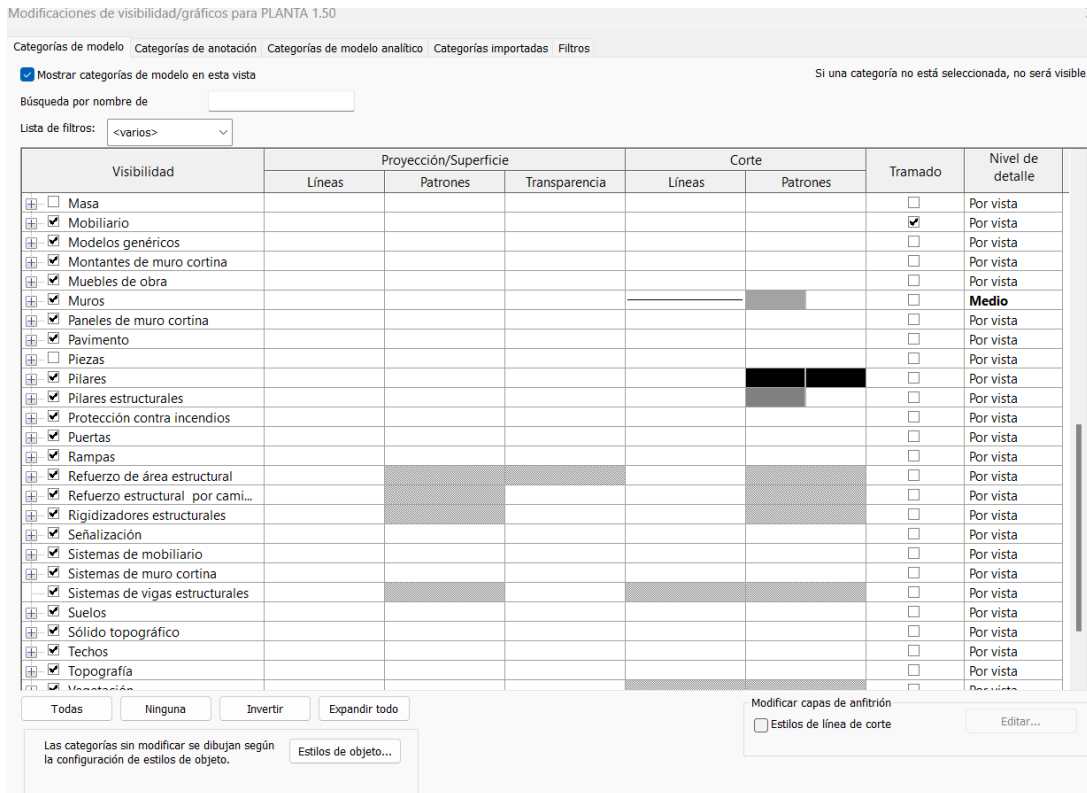 Modificaciones de visibilidad/gráficos para PLANTA 1.50
Categorías de modelo Categorías de anotación Categorías de modelo analítico Categorías importadas Filtros
Mostrar categorías de modelo en esta vista
Si una categoría no está seleccionada, no será visible
Búsqueda por nombre de
Lista de filtros: <varios>
Visibilidad Proyección/Superficie Corte Tramado Nivel de detalle
Líneas Patrones Transparencia Líneas Patrones
Masa Por vista
Mobiliario Por vista
Modelos genéricos Por vista
Montantes de muro cortina Por vista
Muebles de obra Por vista
Muros Medio
Paneles de muro cortina Por vista
Pavimento Por vista
Piezas Por vista
Pilares Por vista
Pilares estructurales Por vista
Protección contra incendios Por vista
Puertas Por vista
Rampas Por vista
Refuerzo de área estructural Por vista
Refuerzo estructural por cami... Por vista
Rigidizadores estructurales Por vista
Señalización Por vista
Sistemas de mobiliario Por vista
Sistemas de muro cortina Por vista
Sistemas de vigas estructurales Por vista
Suelos Por vista
Sólido topográfico Por vista
Techos Por vista
Topografía Por vista
Vegetación Por vista
Todas Ninguna Invertir Expandir todo
Modificar capas de anfitrión
Estilos de línea de corte Editar...
Las categorías sin modificar se dibujan según
la configuración de estilos de objeto.
Estilos de objeto...